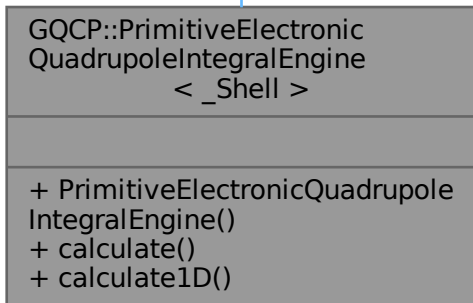 GQCP::PrimitiveElectronic
QuadrupoleIntegralEngine
< _Shell >
+ PrimitiveElectronicQuadrupole
IntegralEngine()
+ calculate()
+ calculate1D()